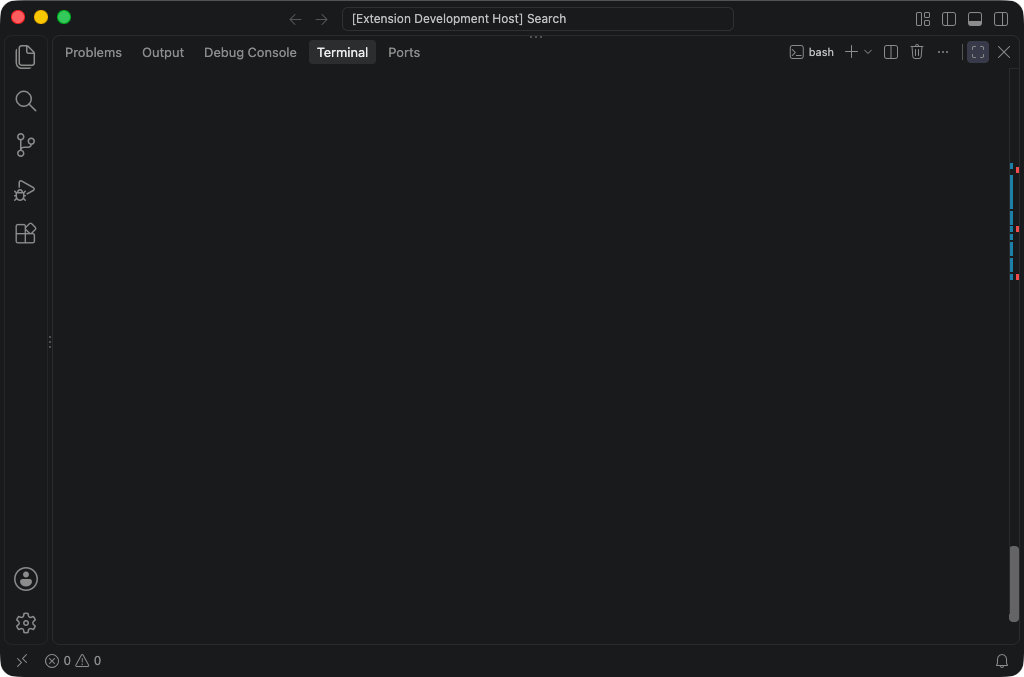 [Extension Development Host] Search
Problems Output Debug Console Terminal Ports bash
0 0